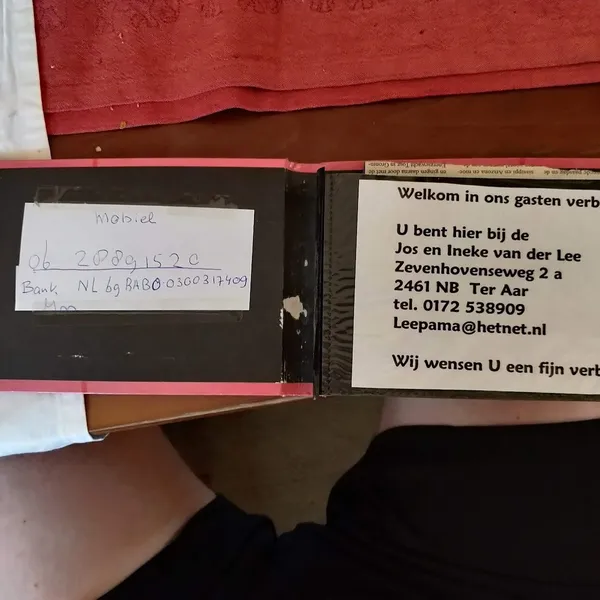 Mobiel
06 28891520
Bank NL 69 RABO.0300317409
Welkom in ons gasten verb
U bent hier bij de
Jos en Ineke van der Lee
Zevenhovenseweg 2 a
2461 NB Ter Aar
tel. 0172 538909
Leepama@hetnet.nl
Wij wensen U een fijn verb